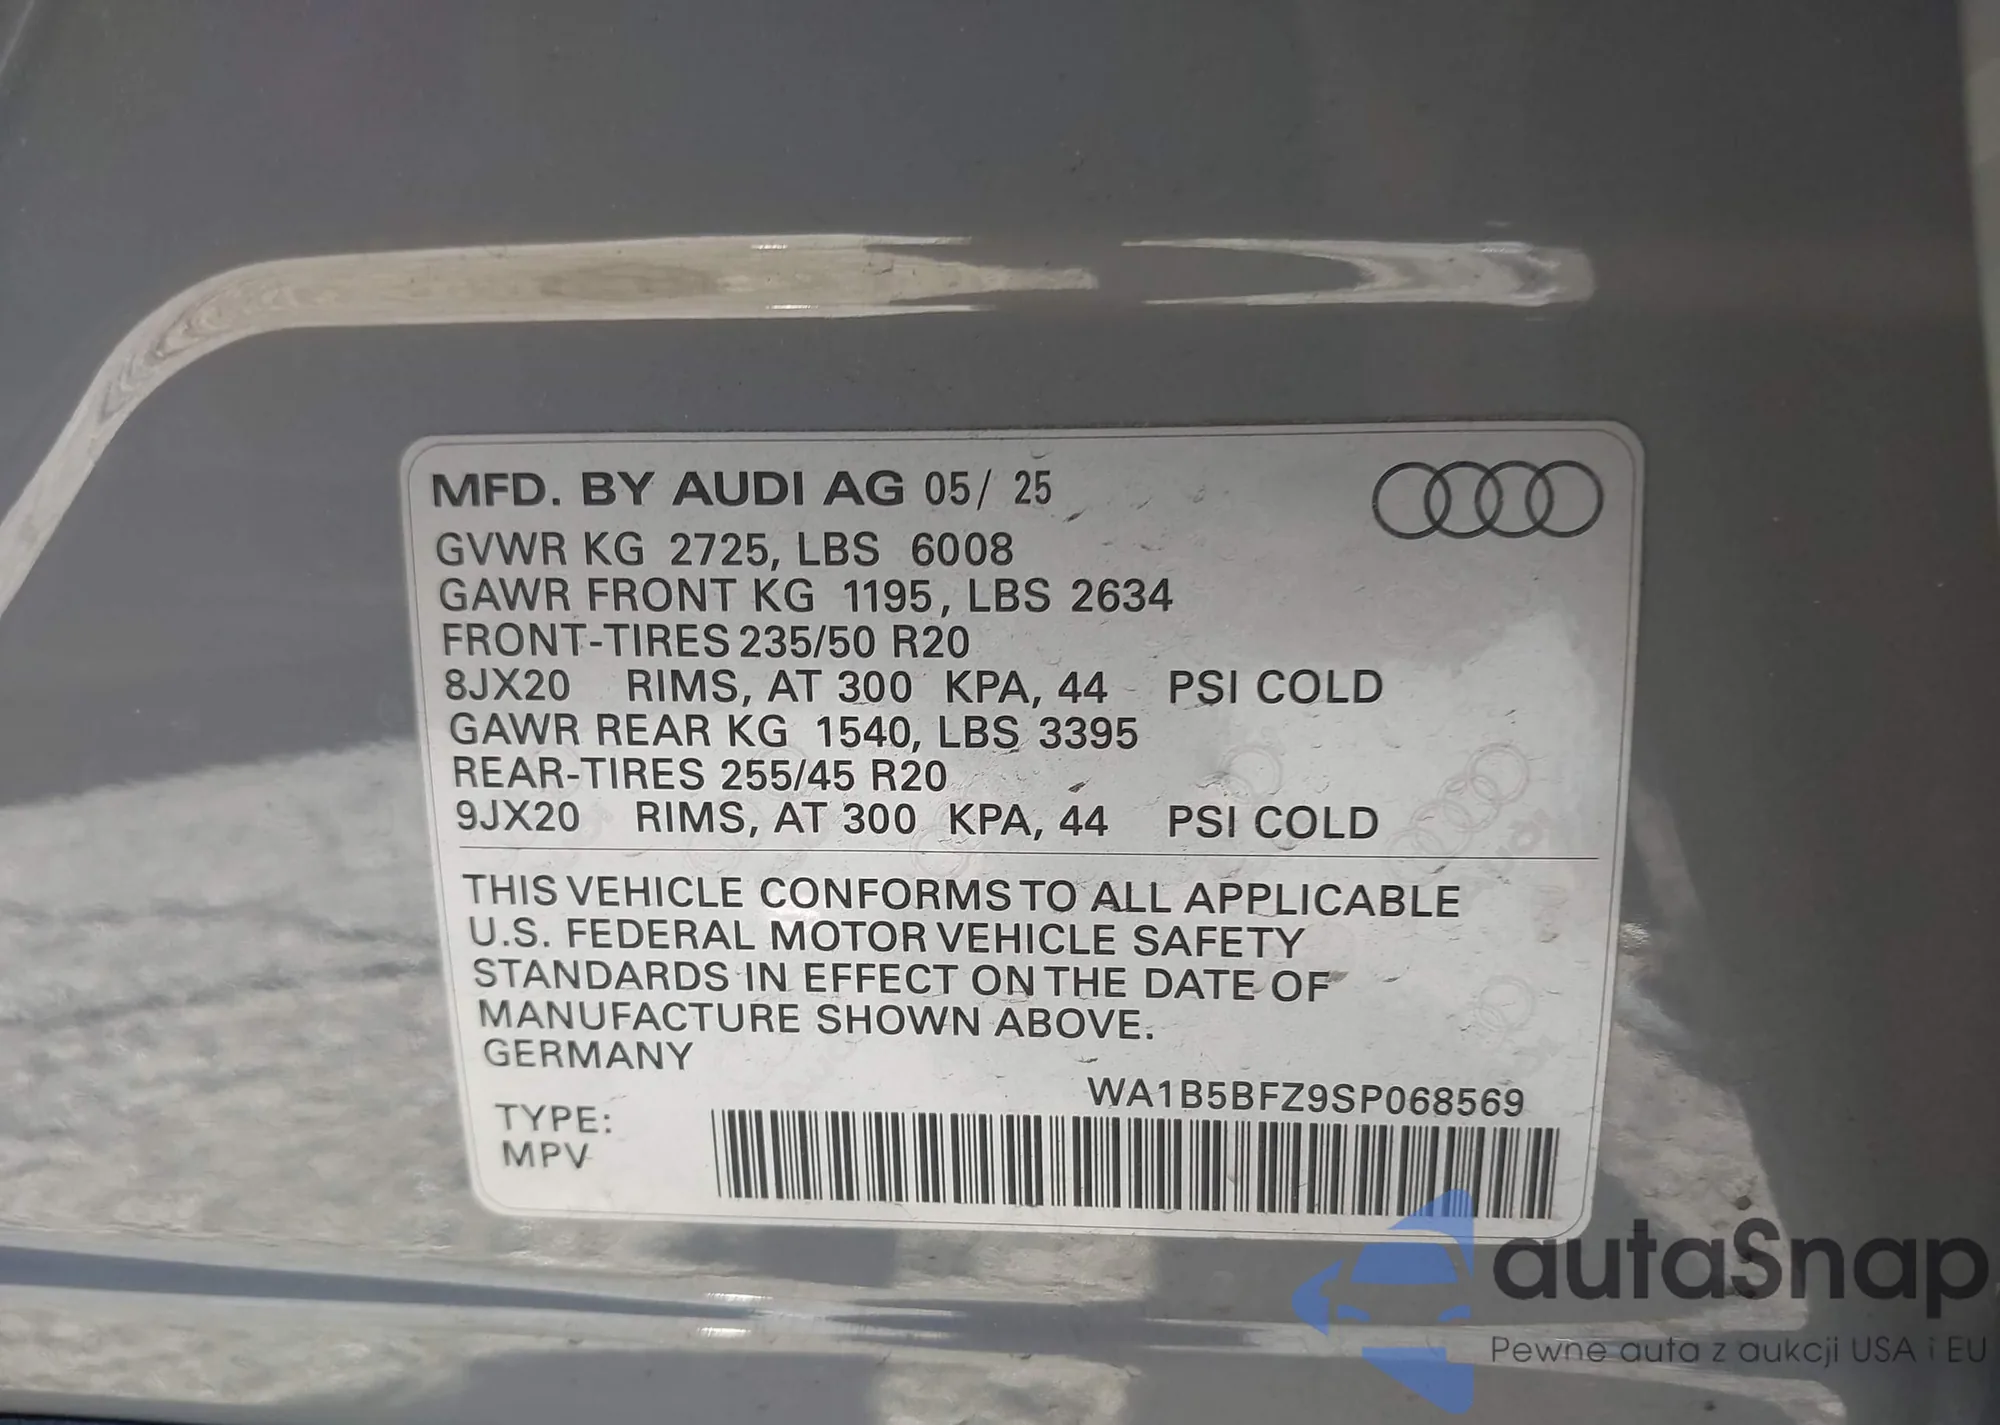 MFD. BY AUDI AG 05/ 25
GVWR KG 2725, LBS 6008
GAWR FRONT KG 1195, LBS 2634
FRONT-TIRES 235/50 R20
8JX20 RIMS, AT 300 KPA, 44 PSI COLD
GAWR REAR KG 1540, LBS 3395
REAR-TIRES 255/45 R20
9JX20 RIMS, AT 300 KPA, 44 PSI COLD
THIS VEHICLE CONFORMS TO ALL APPLICABLE
U.S. FEDERAL MOTOR VEHICLE SAFETY
STANDARDS IN EFFECT ON THE DATE OF
MANUFACTURE SHOWN ABOVE.
GERMANY
WA1B5BFZ9SP068569
TYPE:
MPV
autaSnap
Pewne auta z aukcji USA i EU